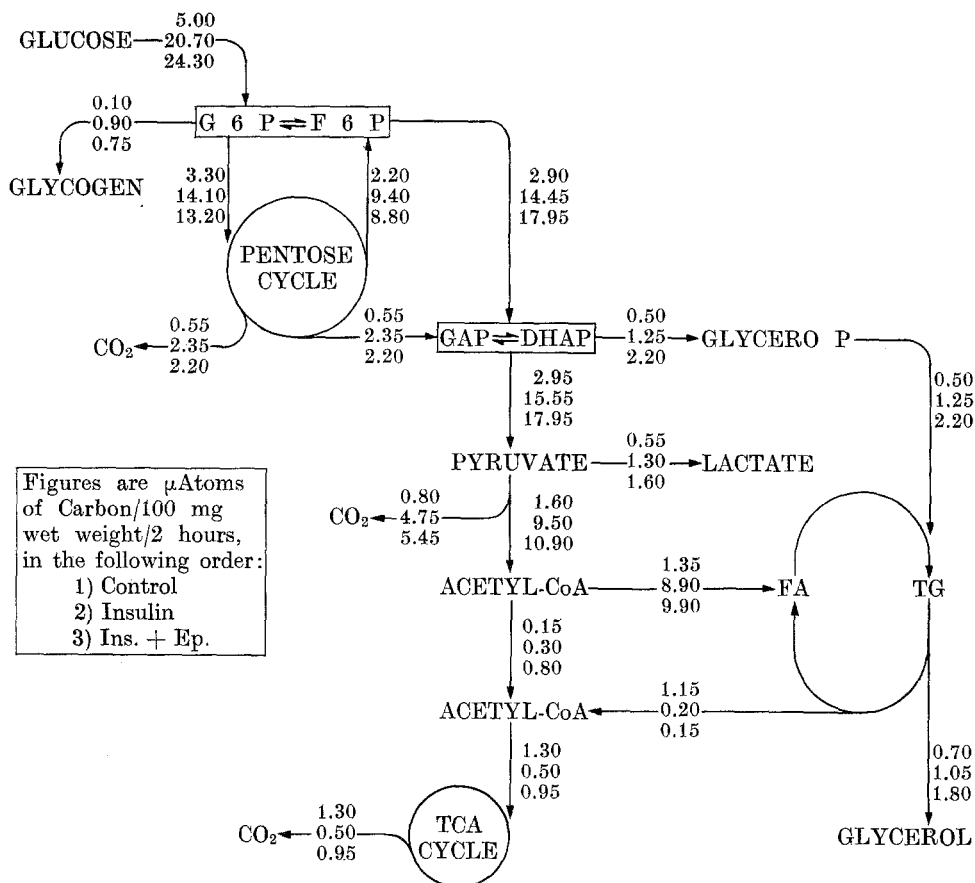 5.00
GLUCOSE 20.70
24.30
0.10
0.90
0.75
G 6 P ⇌ F 6 P
GLYCOGEN
3.30
14.10
13.20
2.20
9.40
8.80
2.90
14.45
17.95
PENTOSE
CYCLE
0.55
CO₂ 2.35
2.20
0.55
2.35
2.20
GAP ⇌ DHAP
0.50
1.25
2.20
GLYCERO P
0.50
1.25
2.20
2.95
15.55
17.95
PYRUVATE
0.55
1.30
1.60
LACTATE
Figures are μAtoms
of Carbon/100 mg
wet weight/2 hours,
in the following order:
1) Control
2) Insulin
3) Ins. + Ep.
0.80
CO₂ 4.75
5.45
1.60
9.50
10.90
ACETYL-CoA
1.35
8.90
9.90
FA
TG
0.15
0.30
0.80
ACETYL-CoA
1.15
0.20
0.15
1.30
0.50
0.95
0.70
1.05
1.80
1.30
CO₂ 0.50
0.95
TCA
CYCLE
GLYCEROL